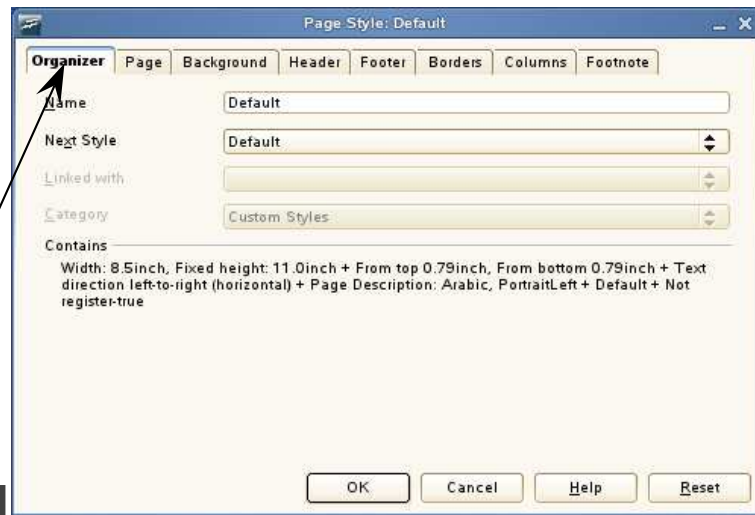 Page Style: Default
Organizer Page Background Header Footer Borders Columns Footnote
Name Default
Next Style Default
Linked with
Category Custom Styles
Contains
Width: 8.5inch, Fixed height: 11.0inch + From top 0.79inch, From bottom 0.79inch + Text
direction left-to-right (horizontal) + Page Description: Arabic, PortraitLeft + Default + Not
register-true
OK Cancel Help Reset